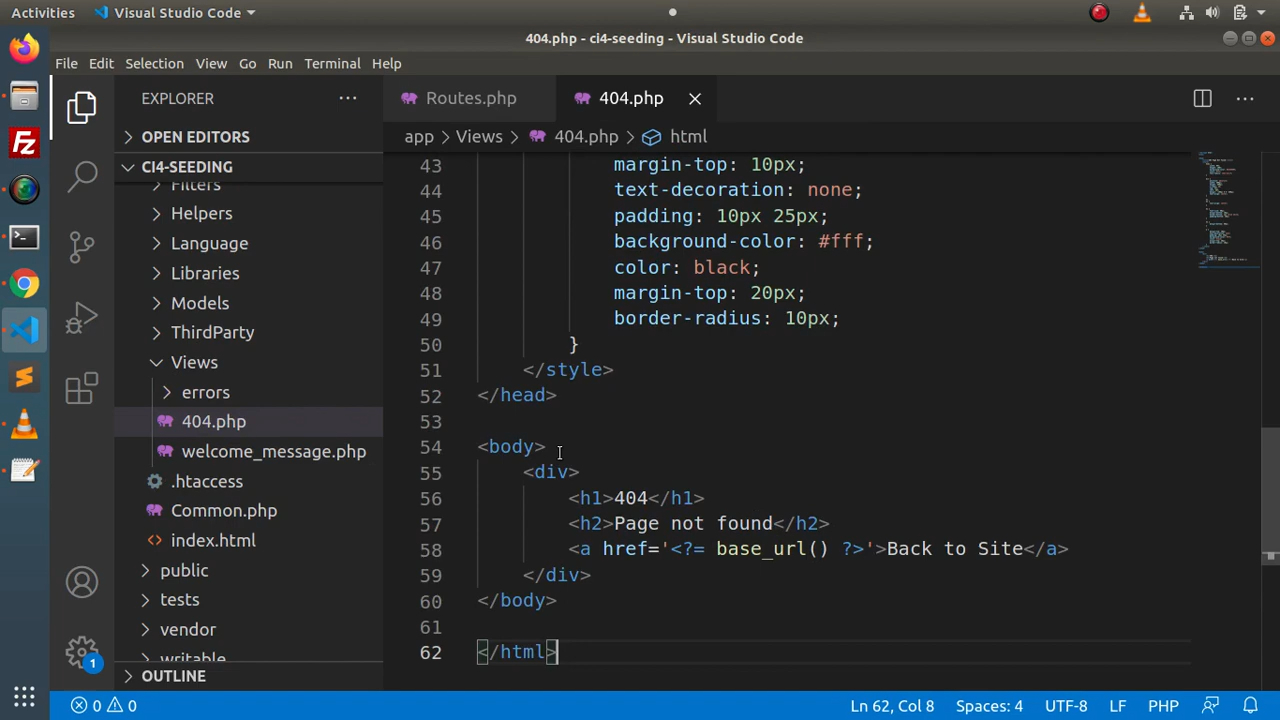 Activities Visual Studio Code
404.php - ci4-seeding - Visual Studio Code
File Edit Selection View Go Run Terminal Help
EXPLORER
OPEN EDITORS
CI4-SEEDING
Filters
Helpers
Language
Libraries
Models
ThirdParty
Views
errors
404.php
welcome_message.php
.htaccess
Common.php
index.html
public
tests
vendor
writable
OUTLINE
1
Routes.php 404.php
app Views 404.php html
43 margin-top: 10px;
44 text-decoration: none;
45 padding: 10px 25px;
46 background-color: #fff;
47 color: black;
48 margin-top: 20px;
49 border-radius: 10px;
50 }
51 </style>
52 </head>
53
54 <body>
55 <div>
56 <h1>404</h1>
57 <h2>Page not found</h2>
58 <a href='<?= base_url() ?>'>Back to Site</a>
59 </div>
60 </body>
61
62 </html>
0 0 Ln 62, Col 8 Spaces: 4 UTF-8 LF PHP